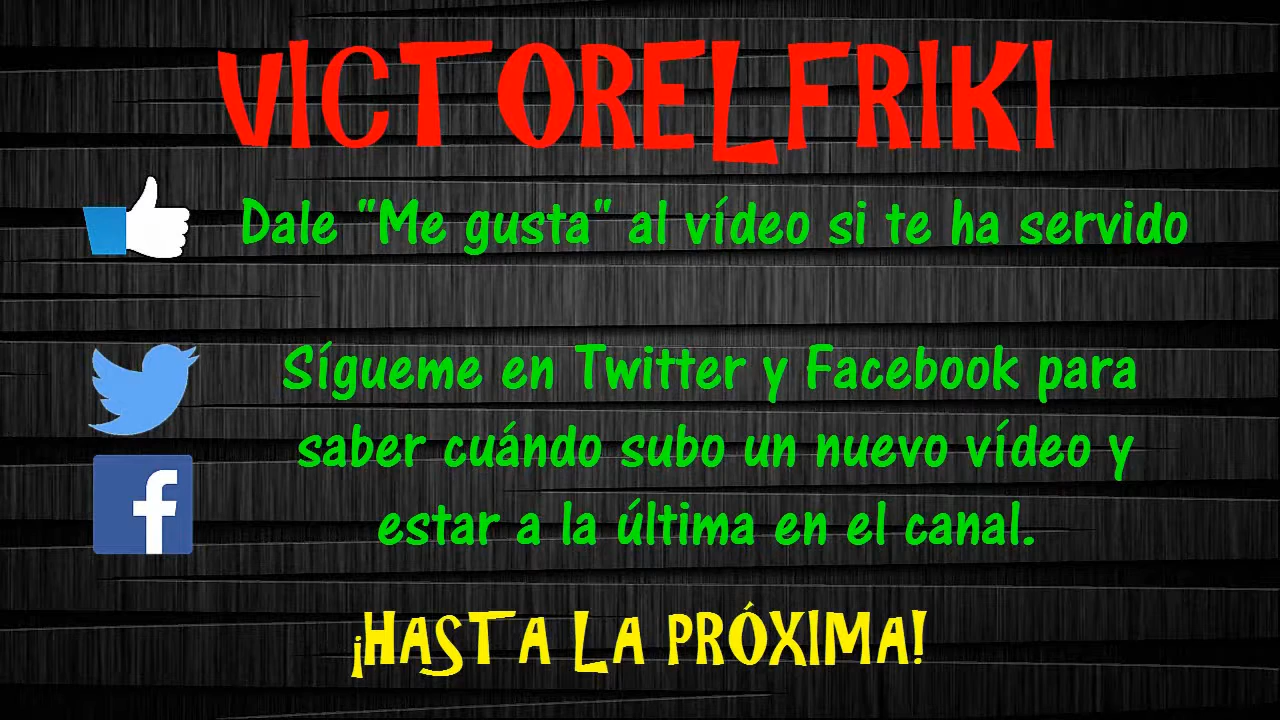 VICTORELFRIKI
Dale "Me gusta" al vídeo si te ha servido
Sígueme en Twitter y Facebook para
saber cuándo subo un nuevo vídeo y
estar a la última en el canal.
¡HASTA LA PRÓXIMA!